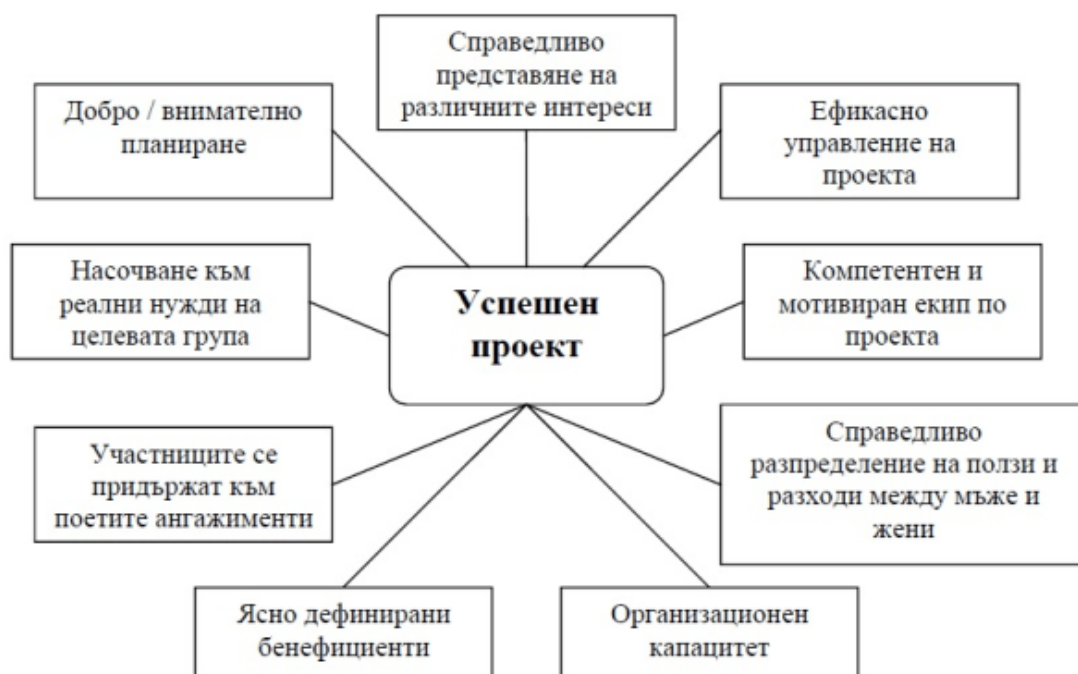 Справедливо
представяне на
различните интереси
Добро / внимателно
планиране
Ефикасно
управление на
проекта
Насочване към
реални нужди на
целевата група
Успешен
проект
Компетентен и
мотивиран екип по
проекта
Участниците се
придържат към
поетите ангажименти
Справедливо
разпределение на ползи и
разходи между мъже и
жени
Ясно дефинирани
бенефициенти
Организационен
капацитет